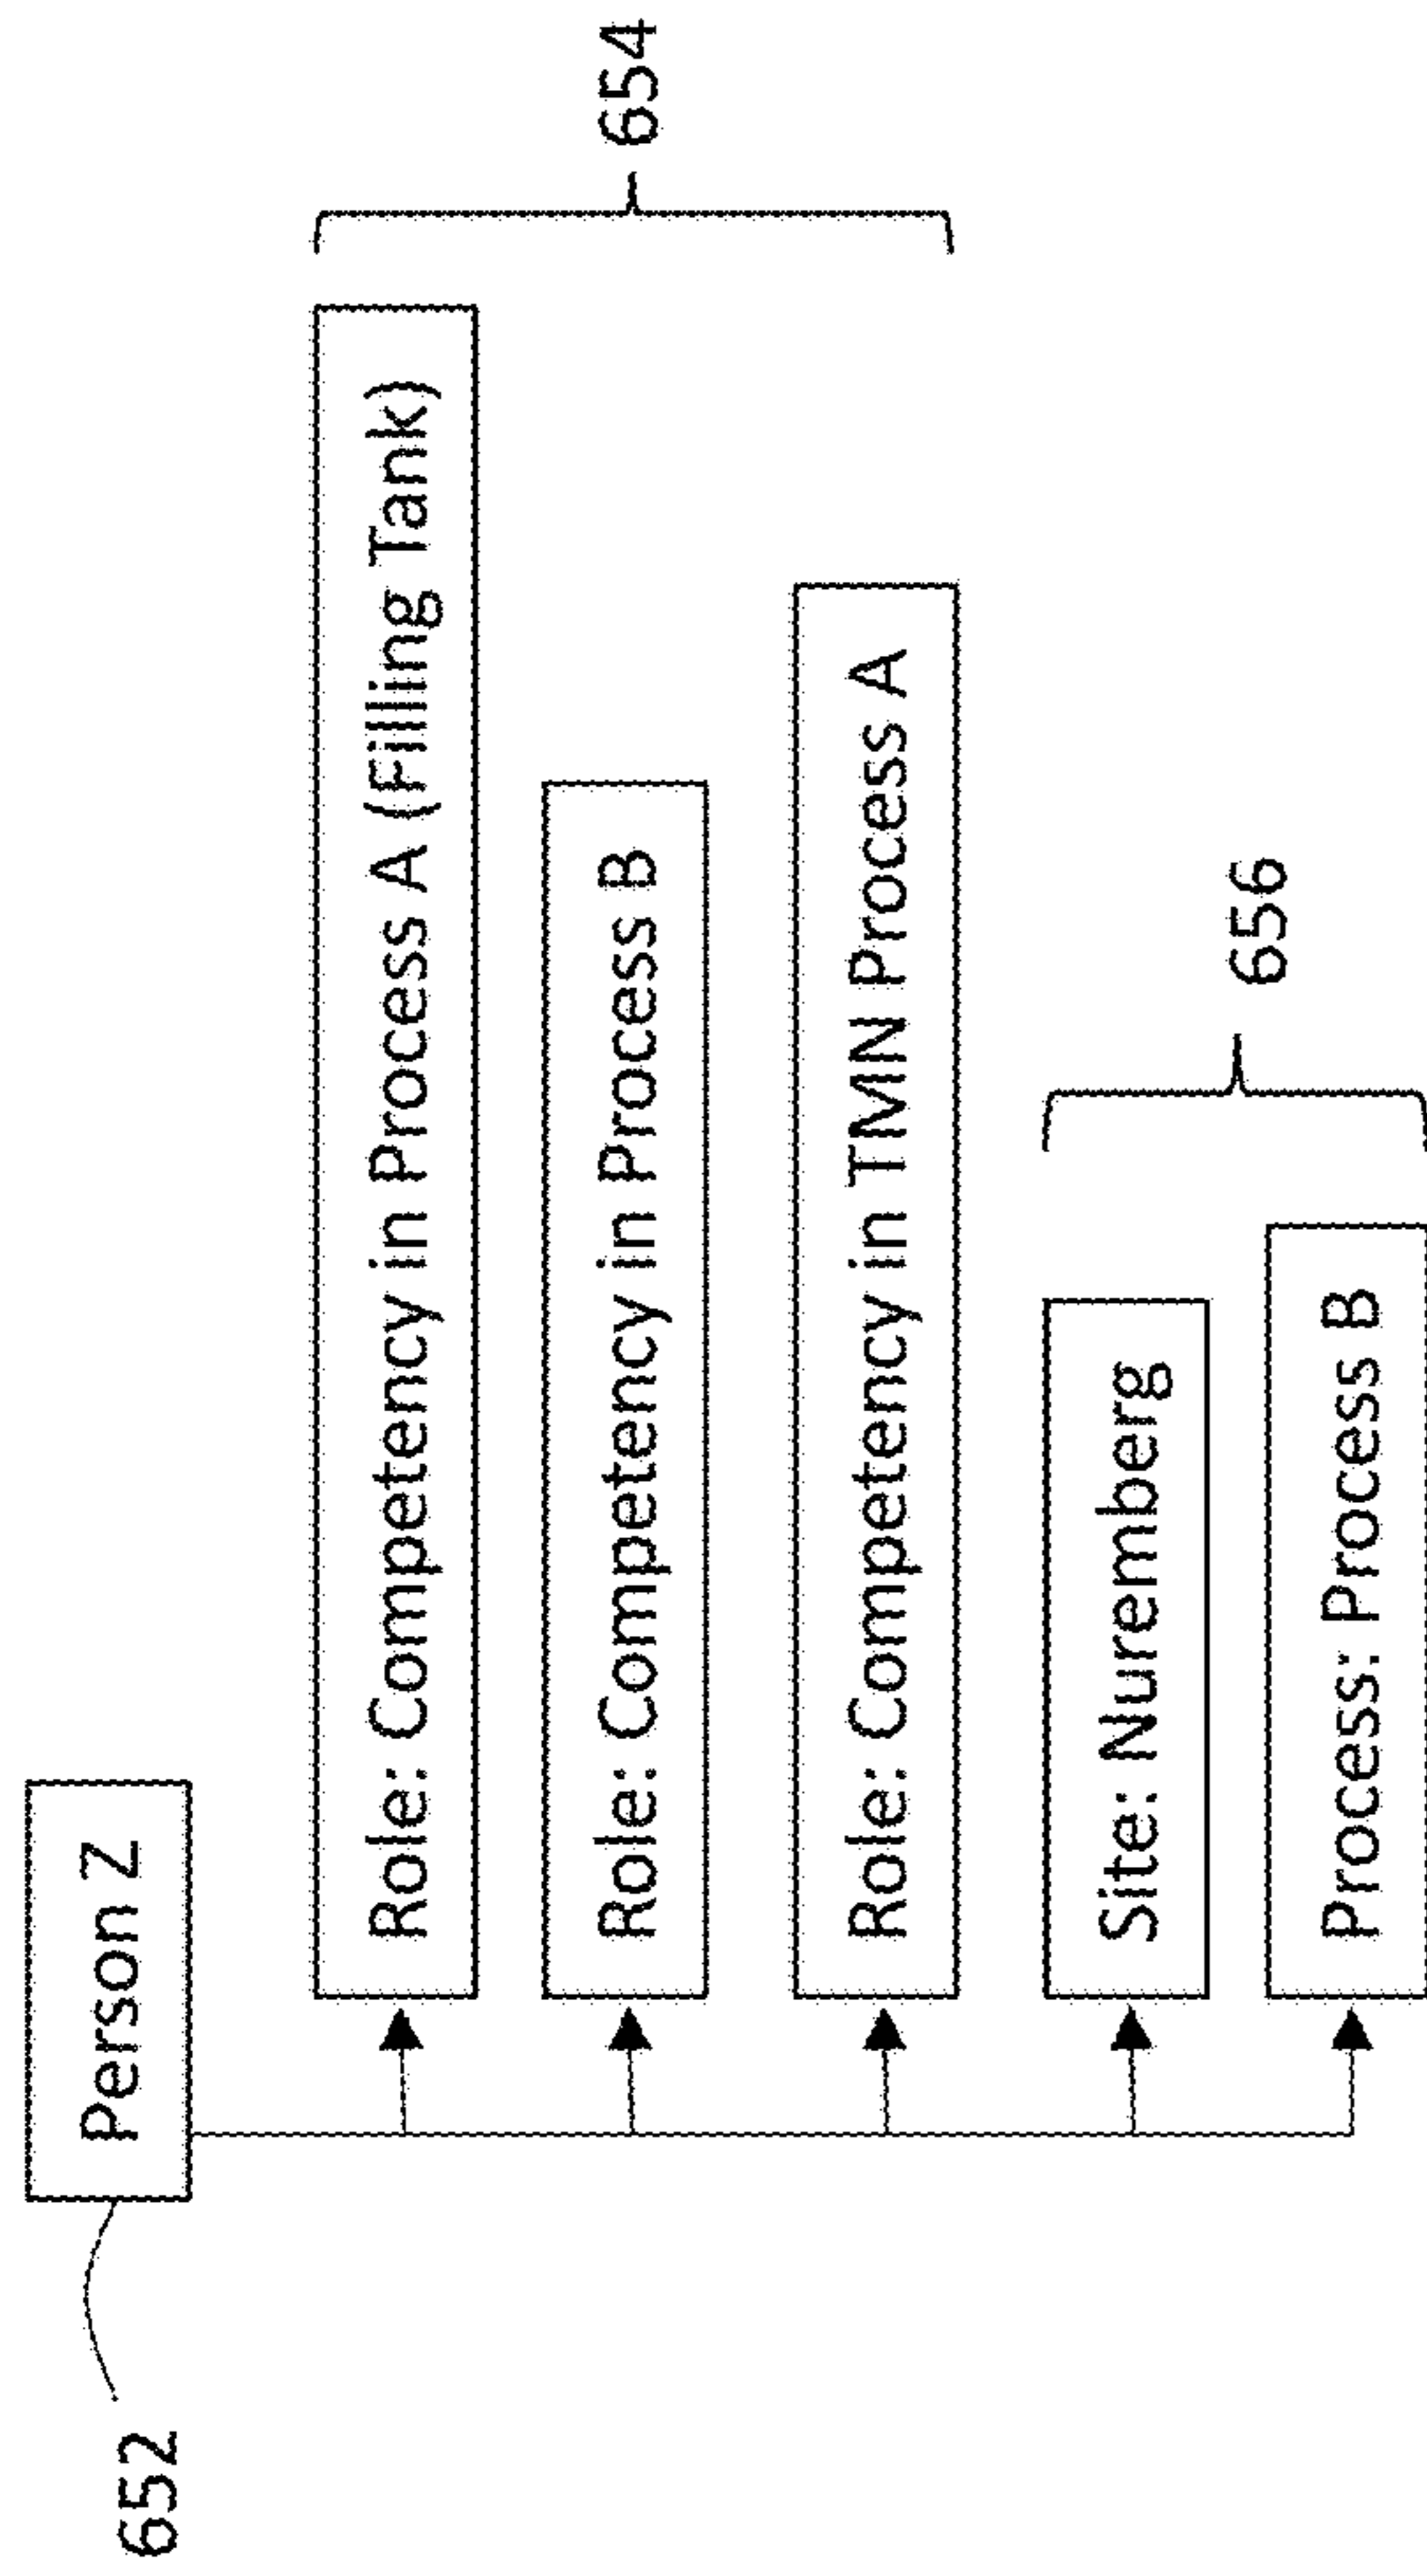 652
Person Z
Role: Competency in Process A (Filling Tank)
Role: Competency in Process B
Role: Competency in TMN Process A
654
Site: Nuremberg
Process: Process B
656